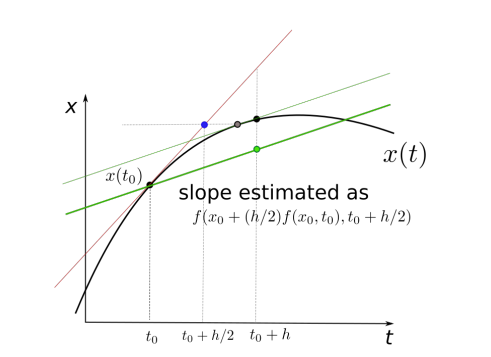 x
x(t₀)
x(t)
slope estimated as
f(x₀ + (h/2)f(x₀, t₀), t₀ + h/2)
t₀
t₀ + h/2
t₀ + h
t